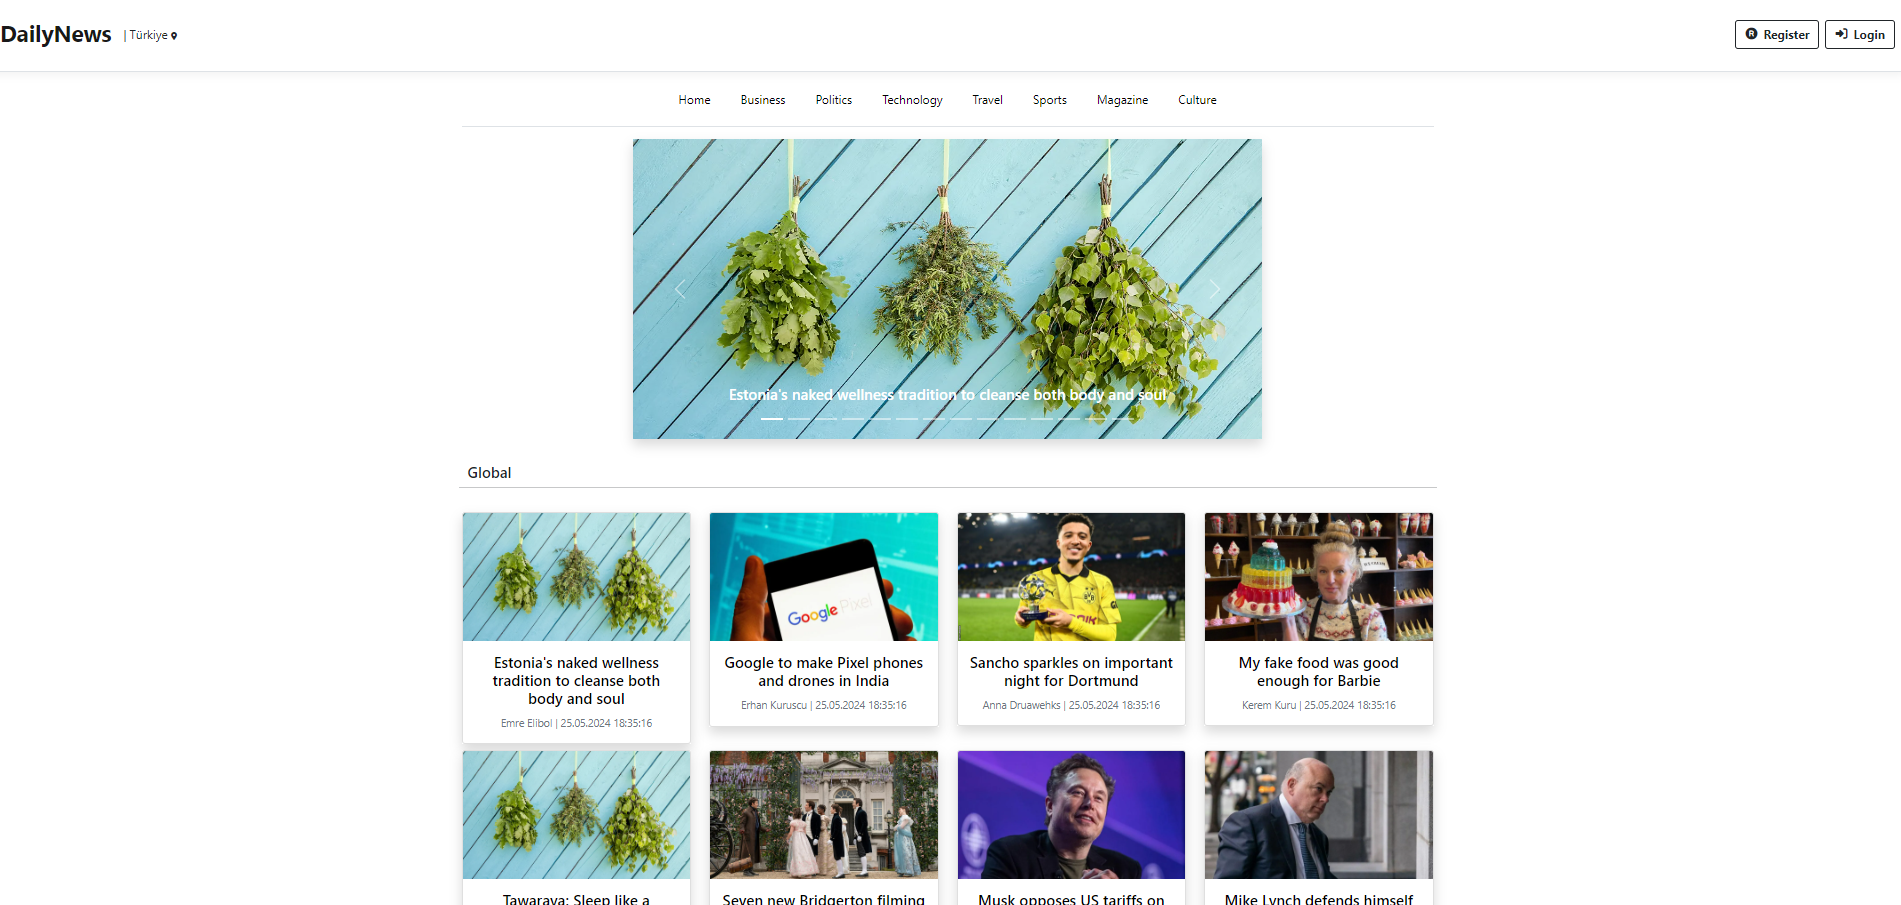 DailyNews | Türkiye
Register Login
Home Business Politics Technology Travel Sports Magazine Culture
Estonia's naked wellness tradition to cleanse both body and soul
Global
Google Pixel
Estonia's naked wellness
tradition to cleanse both
body and soul
Emre Elibol | 25.05.2024 18:35:16
Google to make Pixel phones
and drones in India
Erhan Kuruscu | 25.05.2024 18:35:16
Sancho sparkles on important
night for Dortmund
Anna Druawehks | 25.05.2024 18:35:16
My fake food was good
enough for Barbie
Kerem Kuru | 25.05.2024 18:35:16
Tawaraya: Sleep like a
Seven new Bridgerton filming
Musk opposes US tariffs on
Mike Lynch defends himself